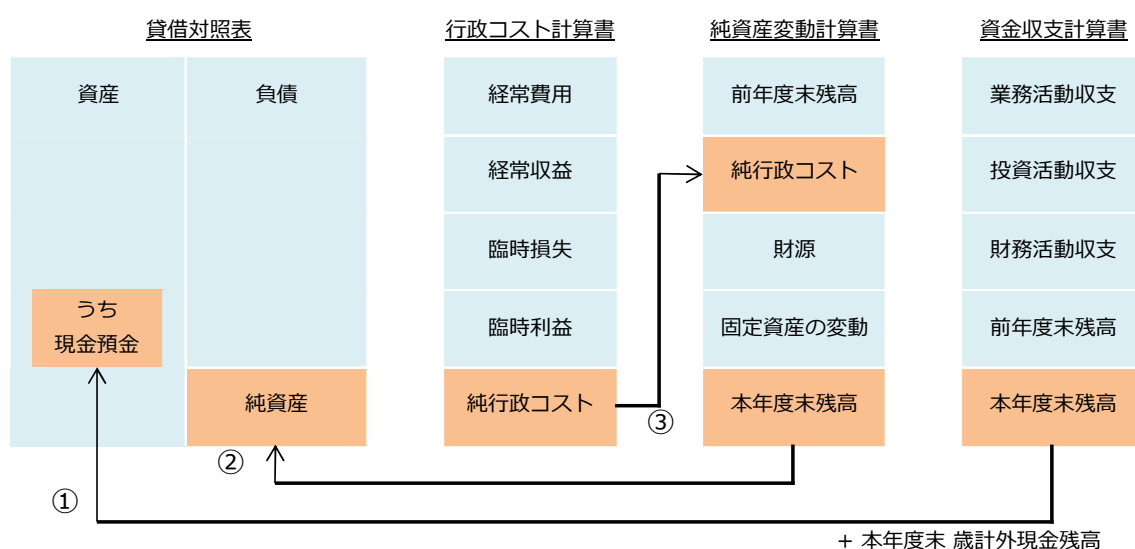 貸借対照表
行政コスト計算書
純資産変動計算書
資金収支計算書
資産
負債
経常費用
前年度末残高
業務活動収支
経常収益
純行政コスト
投資活動収支
臨時損失
財源
財務活動収支
うち
現金預金
臨時利益
固定資産の変動
前年度末残高
純資産
純行政コスト
本年度末残高
本年度末残高
③
②
①
+ 本年度末 歳計外現金残高